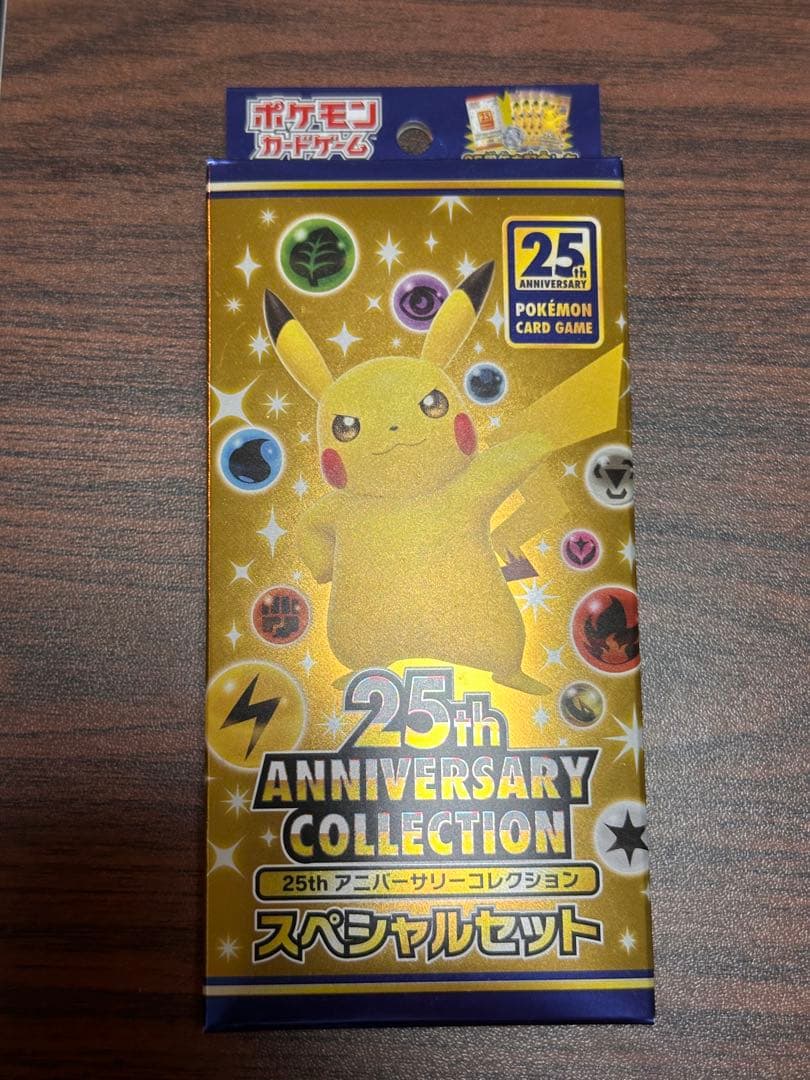 ポケモン
カードゲーム
25th
ANNIVERSARY
POKÉMON
CARD GAME
25th
ANNIVERSARY
COLLECTION
25th アニバーサリーコレクション
スペシャルセット